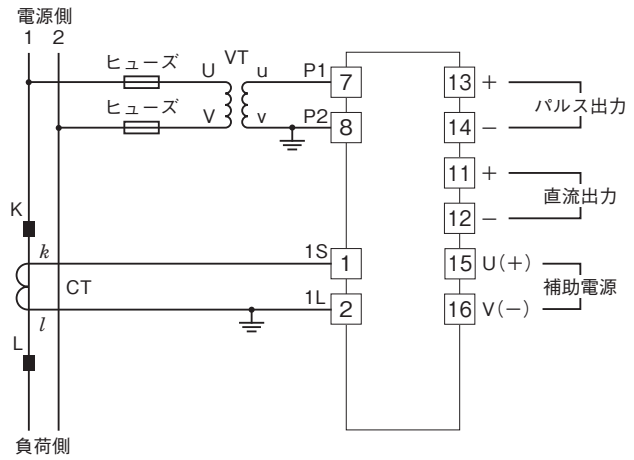 電源側
1 2
ヒューズ U VT u P1 7
ヒューズ V v P2 8
13 +
14 −
パルス出力
11 +
12 −
直流出力
K
k 1S 1
CT
l 1L 2
L
15 U(+)
16 V(−)
補助電源
負荷側